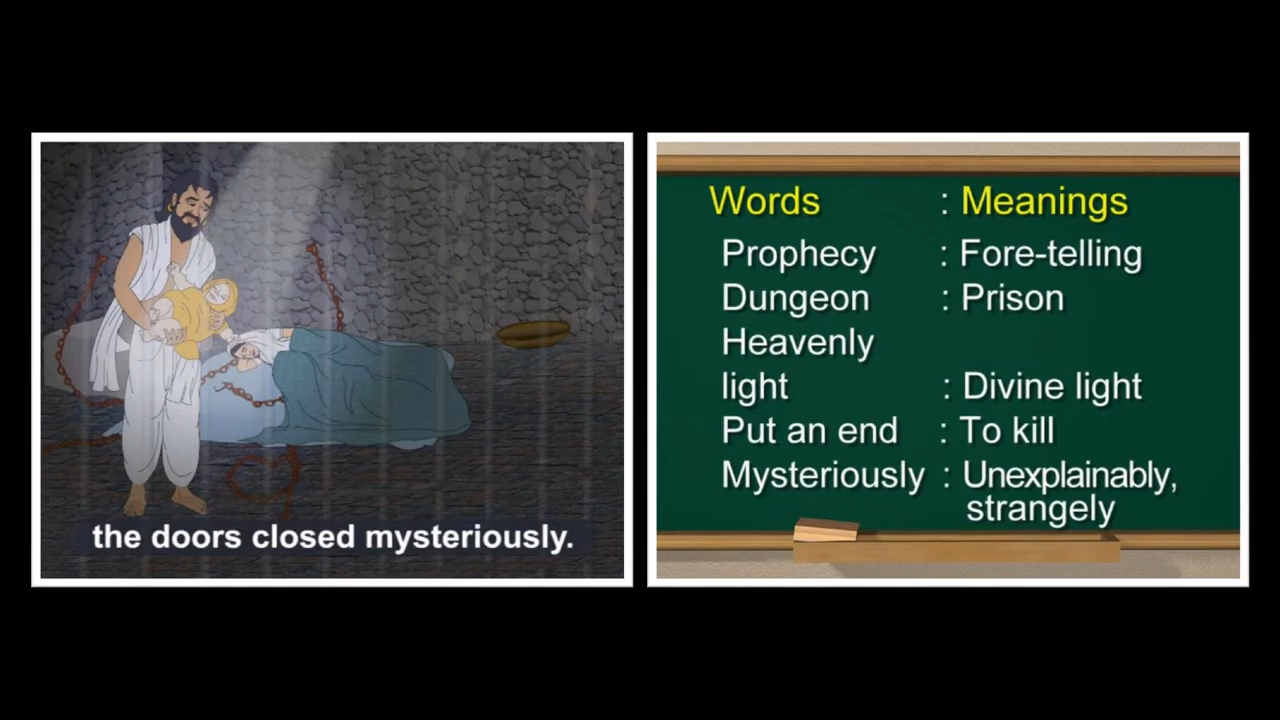 the doors closed mysteriously.
Words : Meanings
Prophecy : Fore-telling
Dungeon : Prison
Heavenly
light : Divine light
Put an end : To kill
Mysteriously : Unexplainably,
strangely